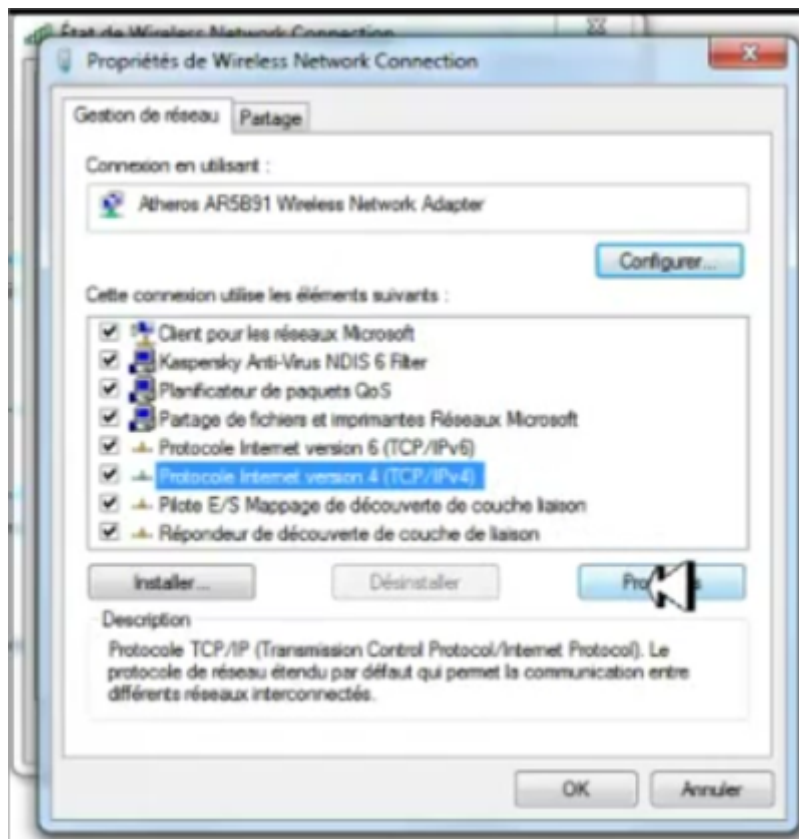 État de Wireless Network Connection
Propriétés de Wireless Network Connection
Gestion de réseau Partage
Connexion en utilisant :
Atheros AR5B91 Wireless Network Adapter
Configurer...
Cette connexion utilise les éléments suivants :
Client pour les réseaux Microsoft
Kaspersky Anti-Virus NDIS 6 Filter
Planificateur de paquets QoS
Partage de fichiers et imprimantes Réseaux Microsoft
Protocole Internet version 6 (TCP/IPv6)
Protocole Internet version 4 (TCP/IPv4)
Pilote E/S Mappage de découverte de couche liaison
Répondeur de découverte de couche de liaison
Installer... Désinstaller
Description
Protocole TCP/IP (Transmission Control Protocol/Internet Protocol). Le
protocole de réseau étendu par défaut qui permet la communication entre
différents réseaux interconnectés.
OK Annuler